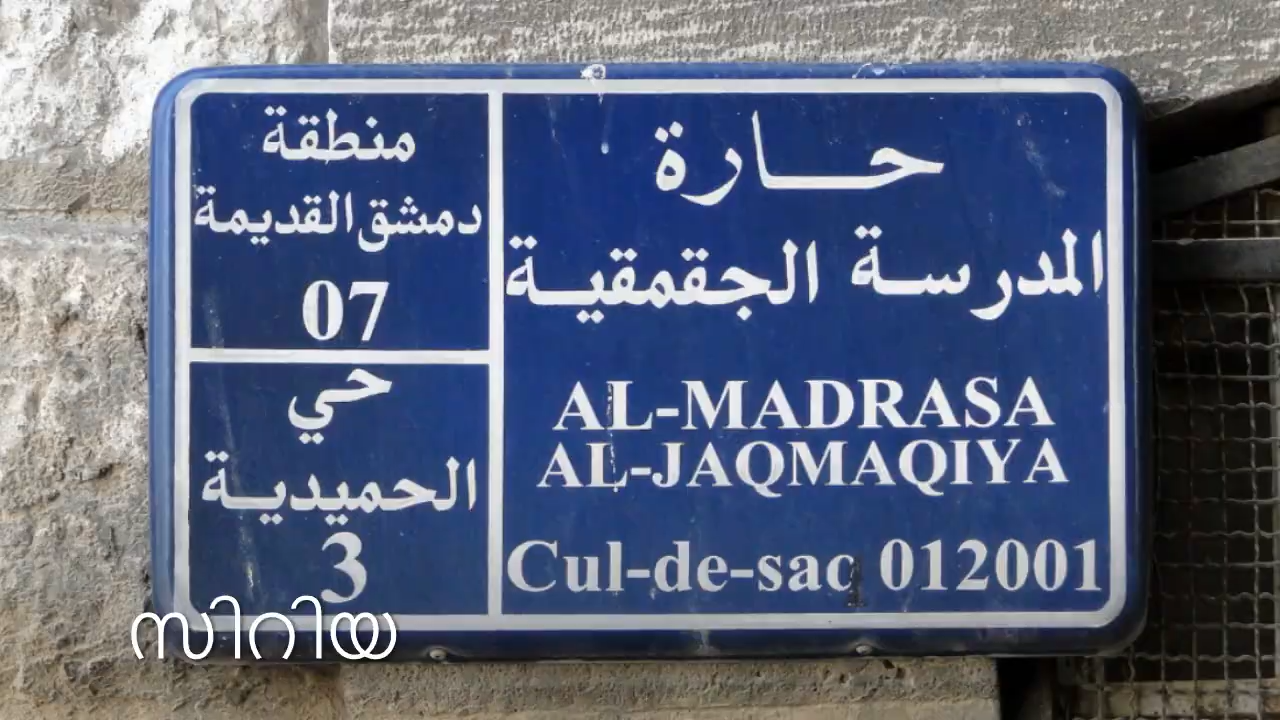 حارة
المدرسة الجقمقية
AL-MADRASA
AL-JAQMAQIYA
Cul-de-sac 012001
منطقة
دمشق القديمة
07
حي
الحميدية
3
സിറിയ